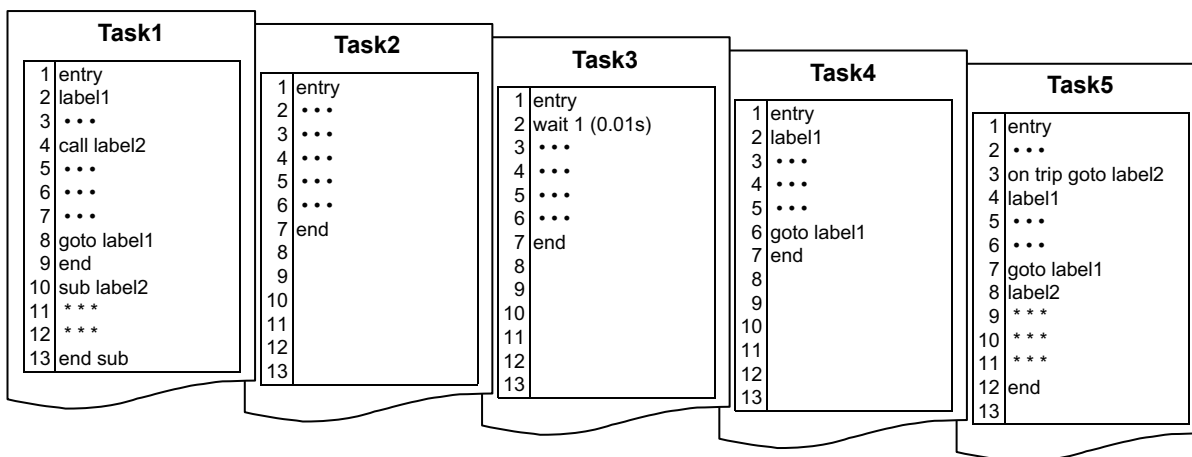 Task1
1 entry
2 label1
3 • • •
4 call label2
5 • • •
6 • • •
7 • • •
8 goto label1
9 end
10 sub label2
11 * * *
12 * * *
13 end sub
Task2
1 entry
2 • • •
3 • • •
4 • • •
5 • • •
6 • • •
7 end
8
9
10
11
12
13
Task3
1 entry
2 wait 1 (0.01s)
3 • • •
4 • • •
5 • • •
6 • • •
7 end
8
9
10
11
12
13
Task4
1 entry
2 label1
3 • • •
4 • • •
5 • • •
6 goto label1
7 end
8
9
10
11
12
13
Task5
1 entry
2 • • •
3 on trip goto label2
4 label1
5 • • •
6 • • •
7 goto label1
8 label2
9 * * *
10 * * *
11 * * *
12 end
13